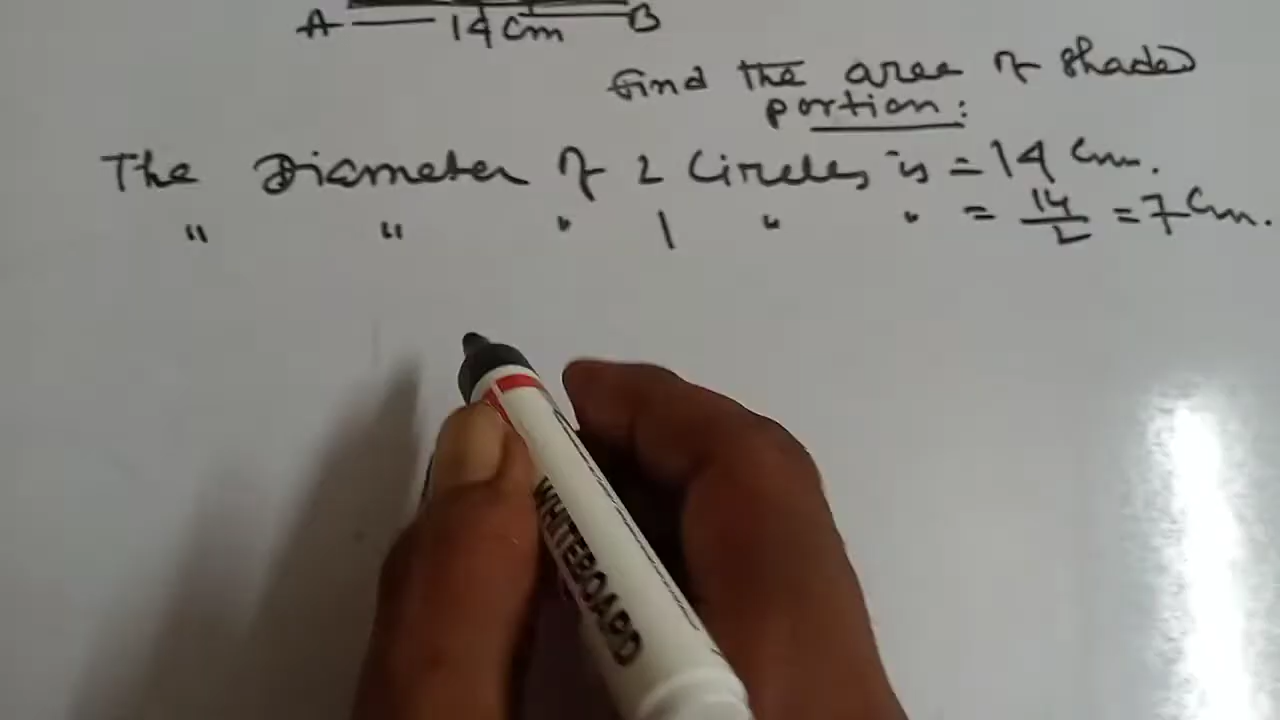 A — 14 cm — B
Find the area of shaded
portion:
The Diameter of 2 Circles is = 14 cm.
" " " 1 " " = 14/2 = 7 cm.
WHITEBOARD